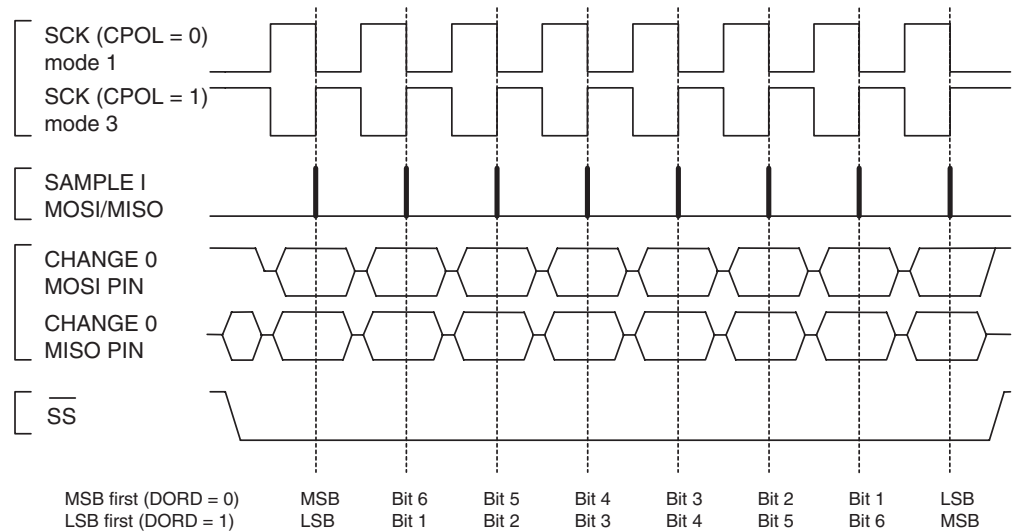 SCK (CPOL = 0)
mode 1
SCK (CPOL = 1)
mode 3
SAMPLE I
MOSI/MISO
CHANGE 0
MOSI PIN
CHANGE 0
MISO PIN
SS
MSB first (DORD = 0) MSB Bit 6 Bit 5 Bit 4 Bit 3 Bit 2 Bit 1 LSB
LSB first (DORD = 1) LSB Bit 1 Bit 2 Bit 3 Bit 4 Bit 5 Bit 6 MSB